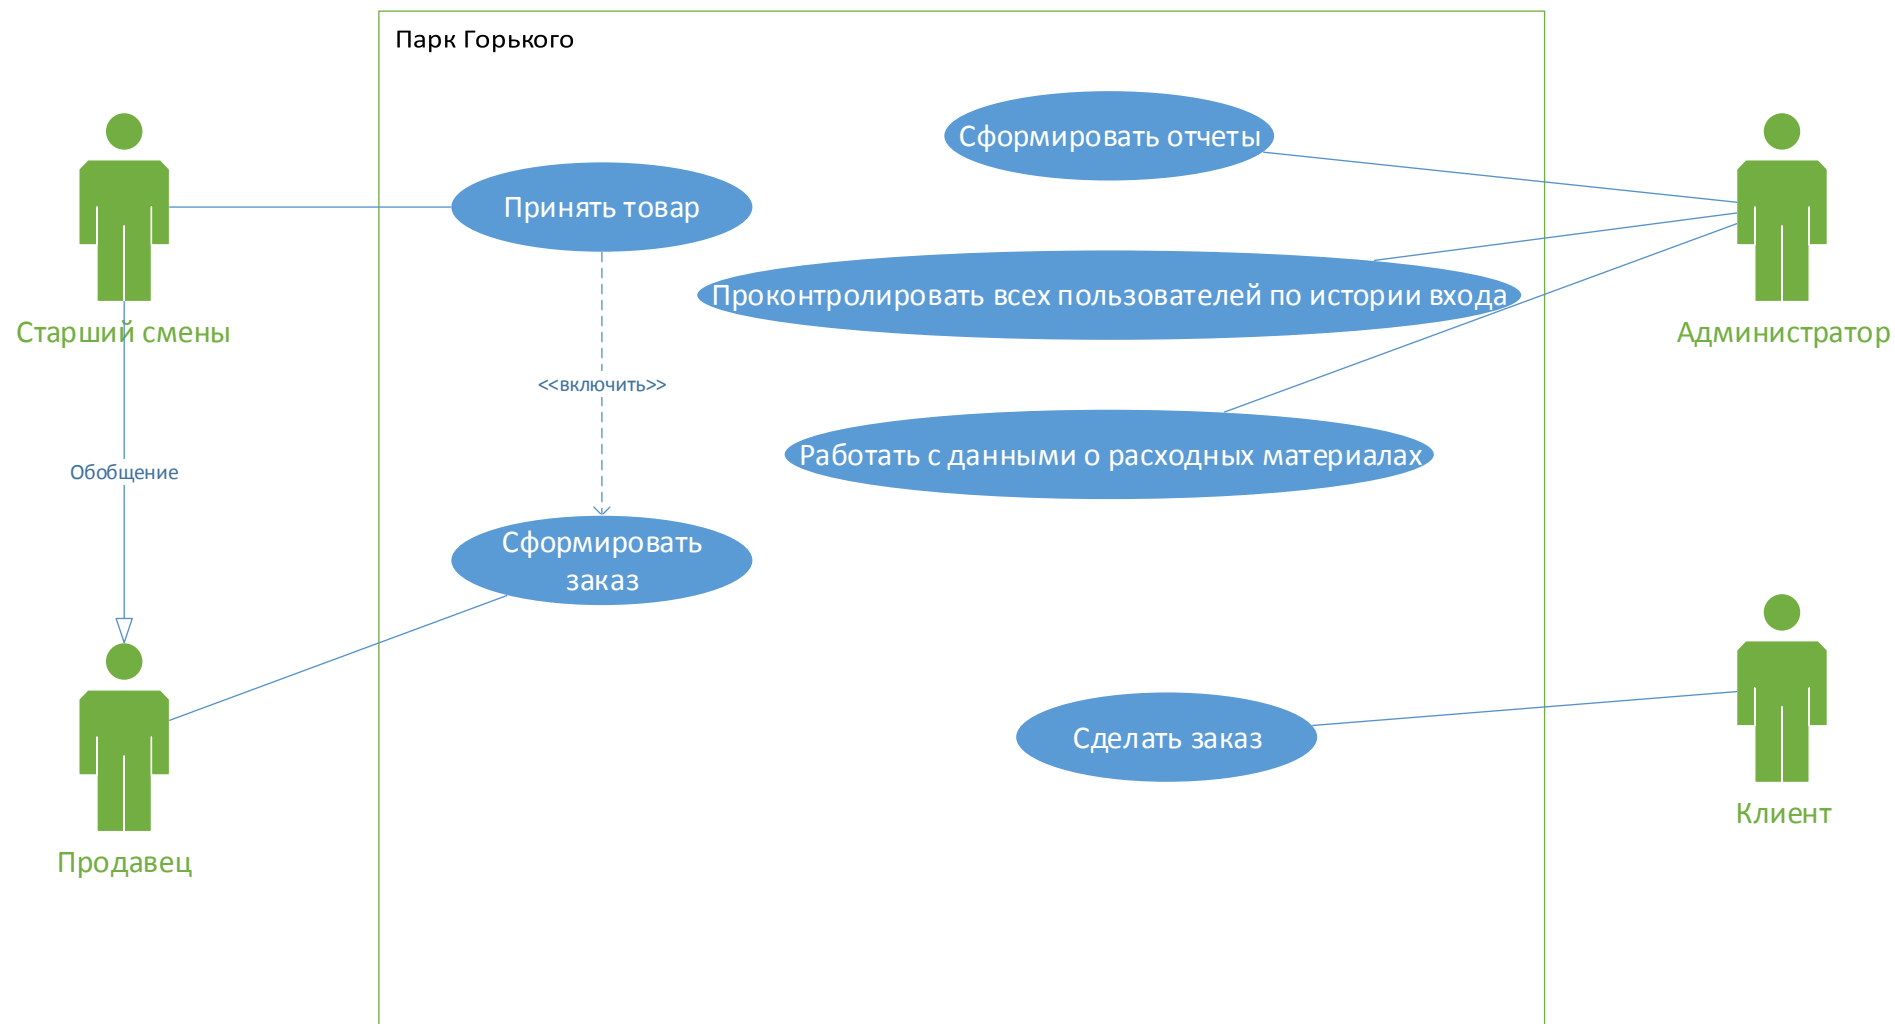 Парк Горького
Сформировать отчеты
Принять товар
Проконтролировать всех пользователей по истории входа
Старший смены
Администратор
<<включить>>
Работать с данными о расходных материалах
Обобщение
Сформировать
заказ
Сделать заказ
Клиент
Продавец